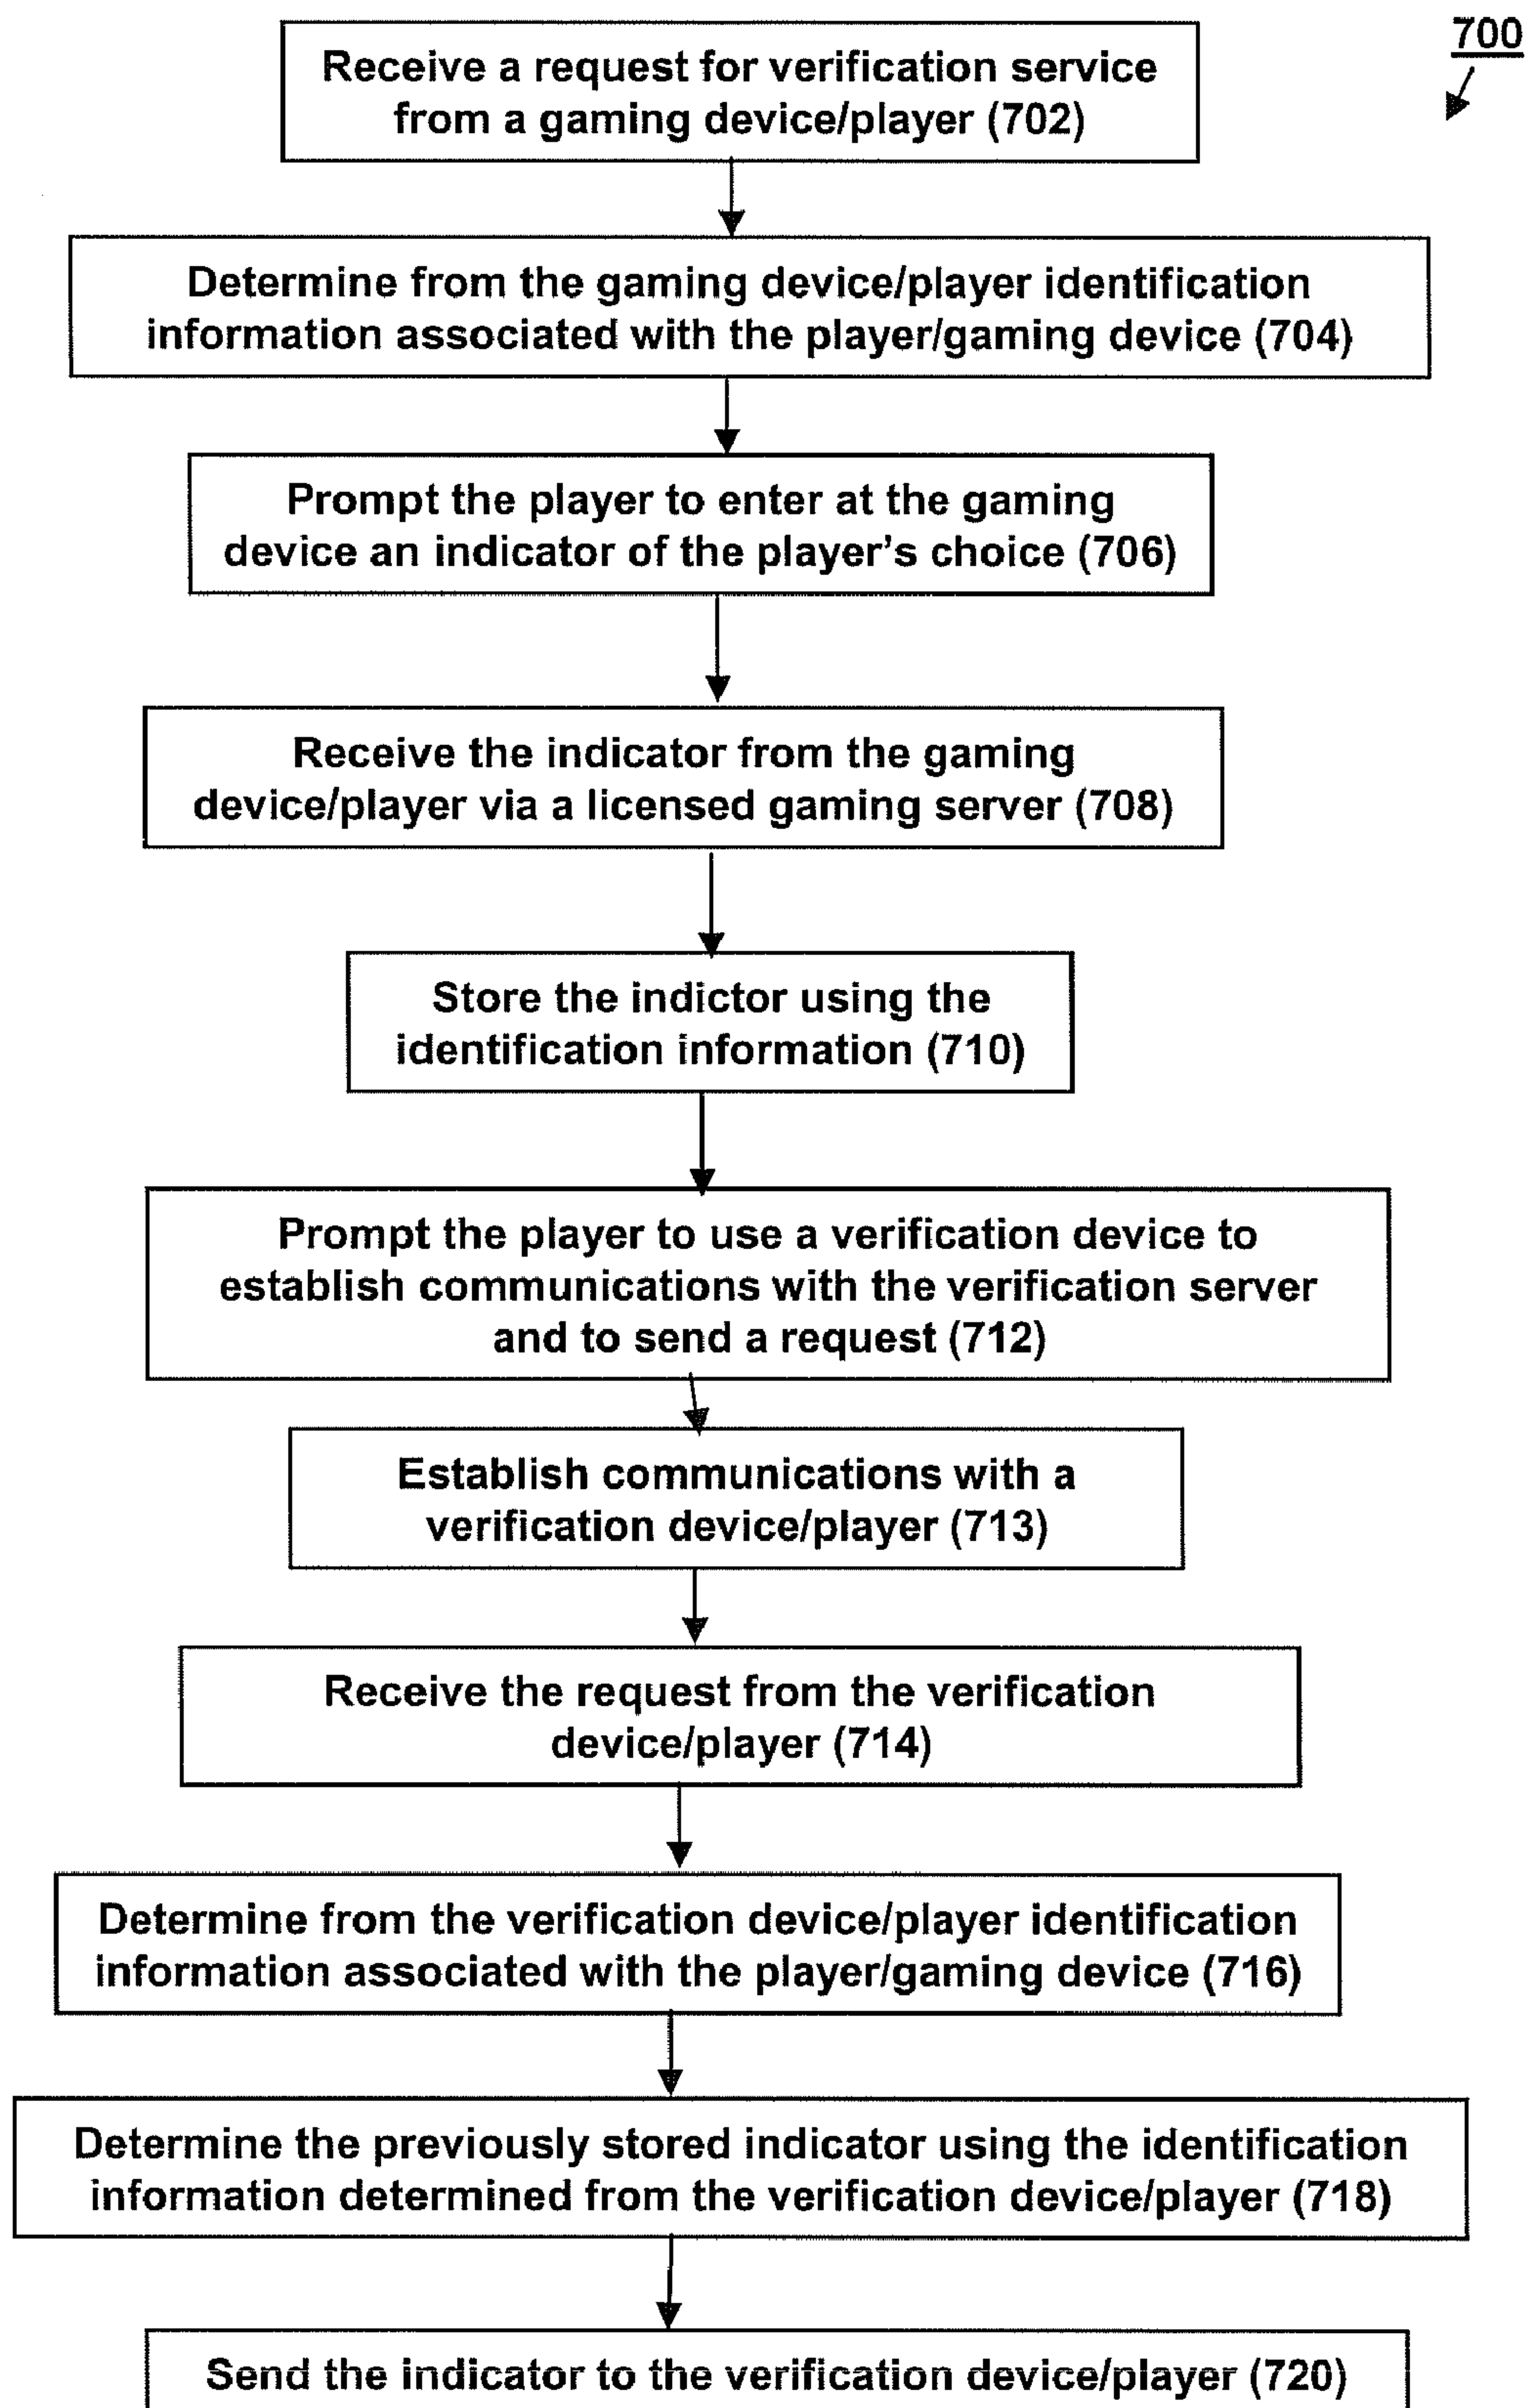 700
Receive a request for verification service
from a gaming device/player (702)
Determine from the gaming device/player identification
information associated with the player/gaming device (704)
Prompt the player to enter at the gaming
device an indicator of the player's choice (706)
Receive the indicator from the gaming
device/player via a licensed gaming server (708)
Store the indictor using the
identification information (710)
Prompt the player to use a verification device to
establish communications with the verification server
and to send a request (712)
Establish communications with a
verification device/player (713)
Receive the request from the verification
device/player (714)
Determine from the verification device/player identification
information associated with the player/gaming device (716)
Determine the previously stored indicator using the identification
information determined from the verification device/player (718)
Send the indicator to the verification device/player (720)